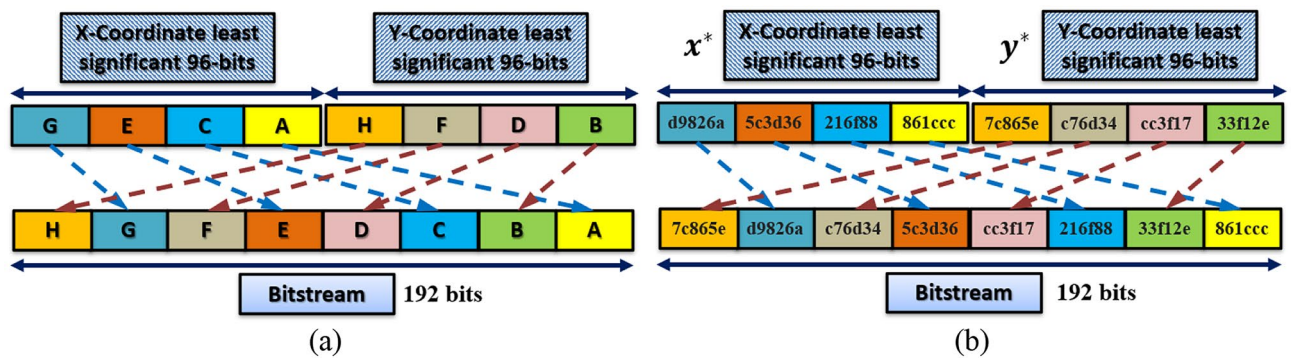 X-Coordinate least
significant 96-bits
Y-Coordinate least
significant 96-bits
G E C A H F D B
H G F E D C B A
Bitstream 192 bits
(a)
x* X-Coordinate least
significant 96-bits
y* Y-Coordinate least
significant 96-bits
d9826a 5c3d36 216f88 861ccc 7c865e c76d34 cc3f17 33f12e
7c865e d9826a c76d34 5c3d36 cc3f17 216f88 33f12e 861ccc
Bitstream 192 bits
(b)